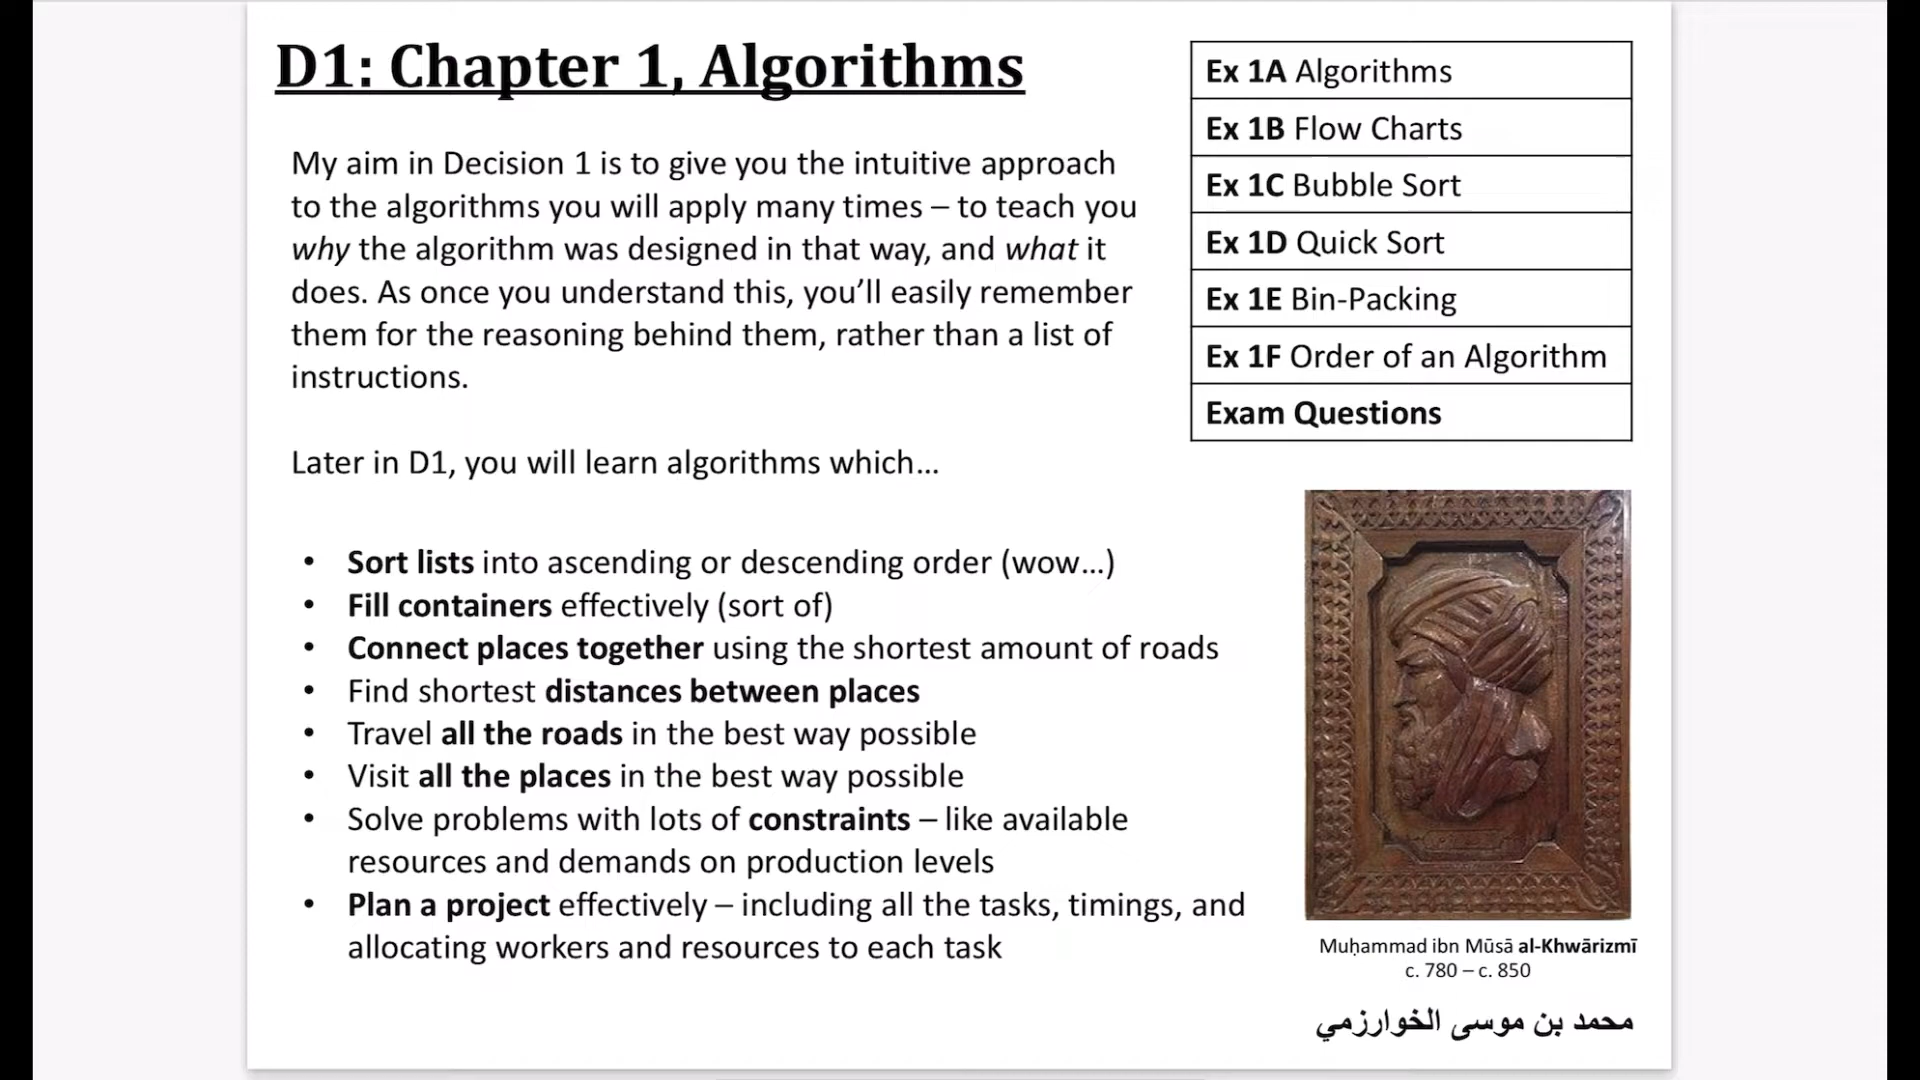 D1: Chapter 1, Algorithms
My aim in Decision 1 is to give you the intuitive approach
to the algorithms you will apply many times – to teach you
why the algorithm was designed in that way, and what it
does. As once you understand this, you’ll easily remember
them for the reasoning behind them, rather than a list of
instructions.
Later in D1, you will learn algorithms which...
• Sort lists into ascending or descending order (wow...)
• Fill containers effectively (sort of)
• Connect places together using the shortest amount of roads
• Find shortest distances between places
• Travel all the roads in the best way possible
• Visit all the places in the best way possible
• Solve problems with lots of constraints – like available
resources and demands on production levels
• Plan a project effectively – including all the tasks, timings, and
allocating workers and resources to each task
Ex 1A Algorithms
Ex 1B Flow Charts
Ex 1C Bubble Sort
Ex 1D Quick Sort
Ex 1E Bin-Packing
Ex 1F Order of an Algorithm
Exam Questions
Muḥammad ibn Mūsā al-Khwārizmī
c. 780 – c. 850
محمد بن موسى الخوارزمي